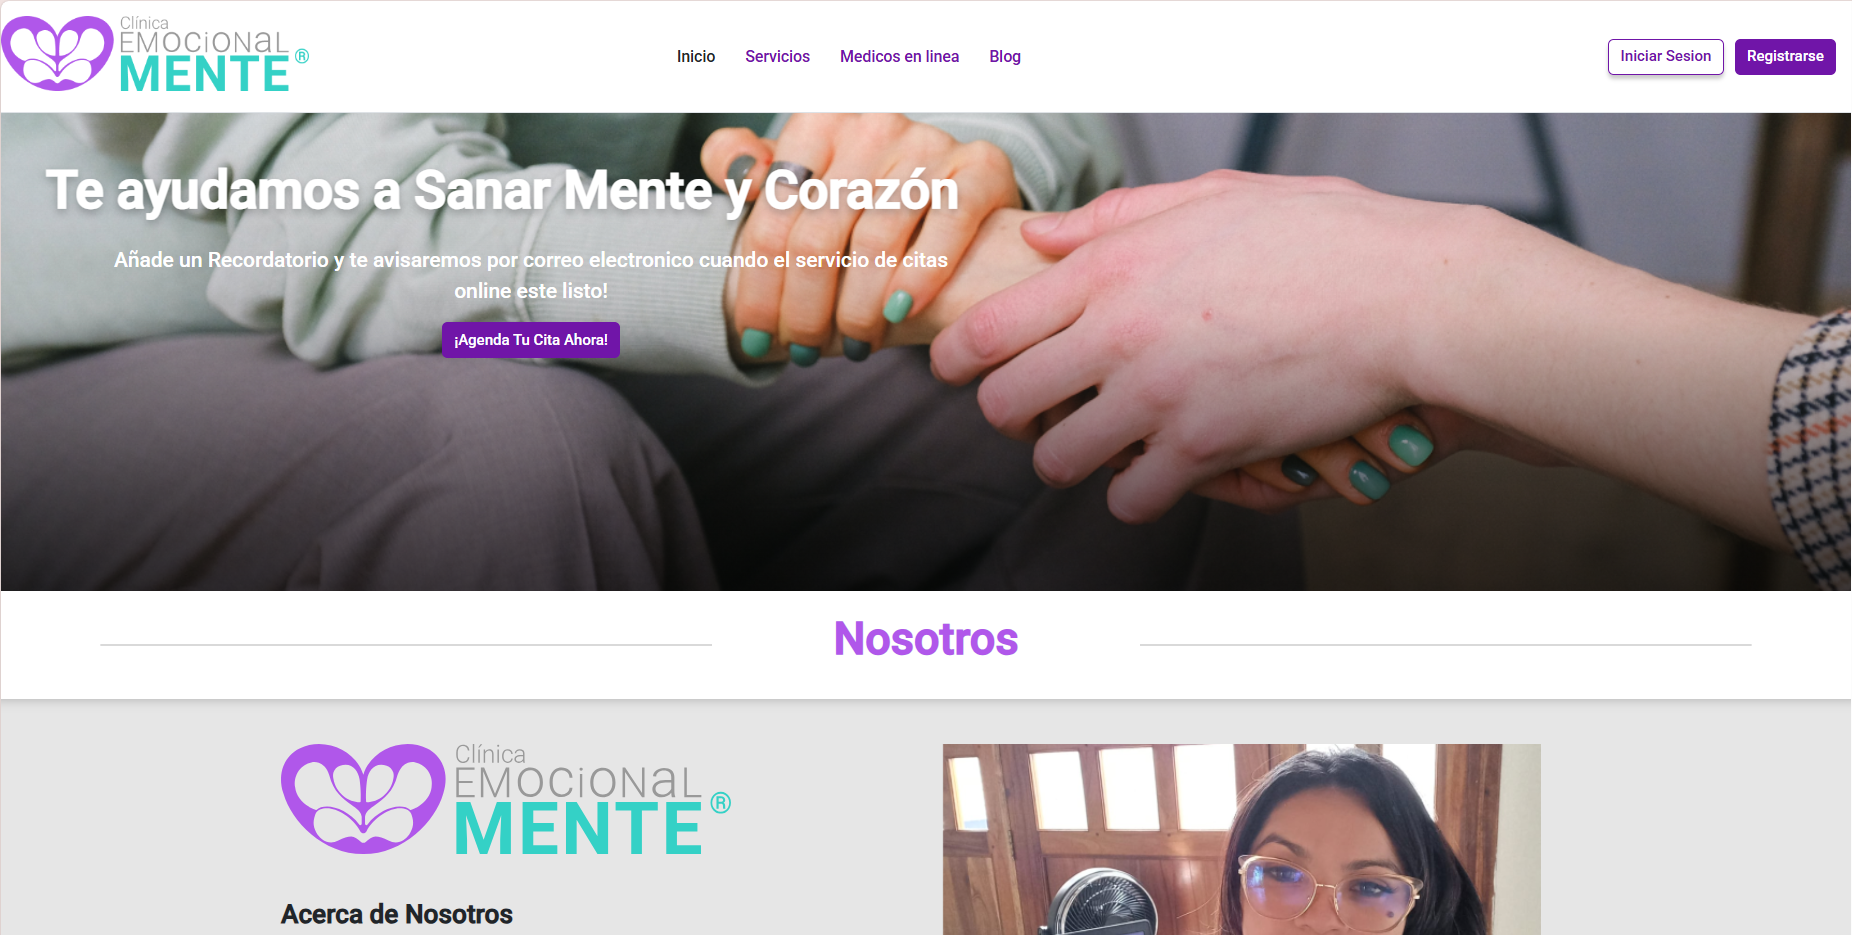 Clínica
EMOCiONaL
MENTE ®
Inicio
Servicios
Medicos en linea
Blog
Iniciar Sesion
Registrarse
Te ayudamos a Sanar Mente y Corazón
Añade un Recordatorio y te avisaremos por correo electronico cuando el servicio de citas
online este listo!
¡Agenda Tu Cita Ahora!
Nosotros
Clínica
EMOCiONaL
MENTE ®
Acerca de Nosotros